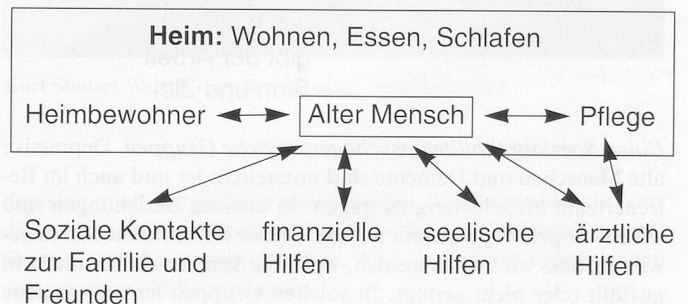 Heim: Wohnen, Essen, Schlafen
Heimbewohner Alter Mensch Pflege
Soziale Kontakte finanzielle seelische ärztliche
zur Familie und Hilfen Hilfen Hilfen
Freunden